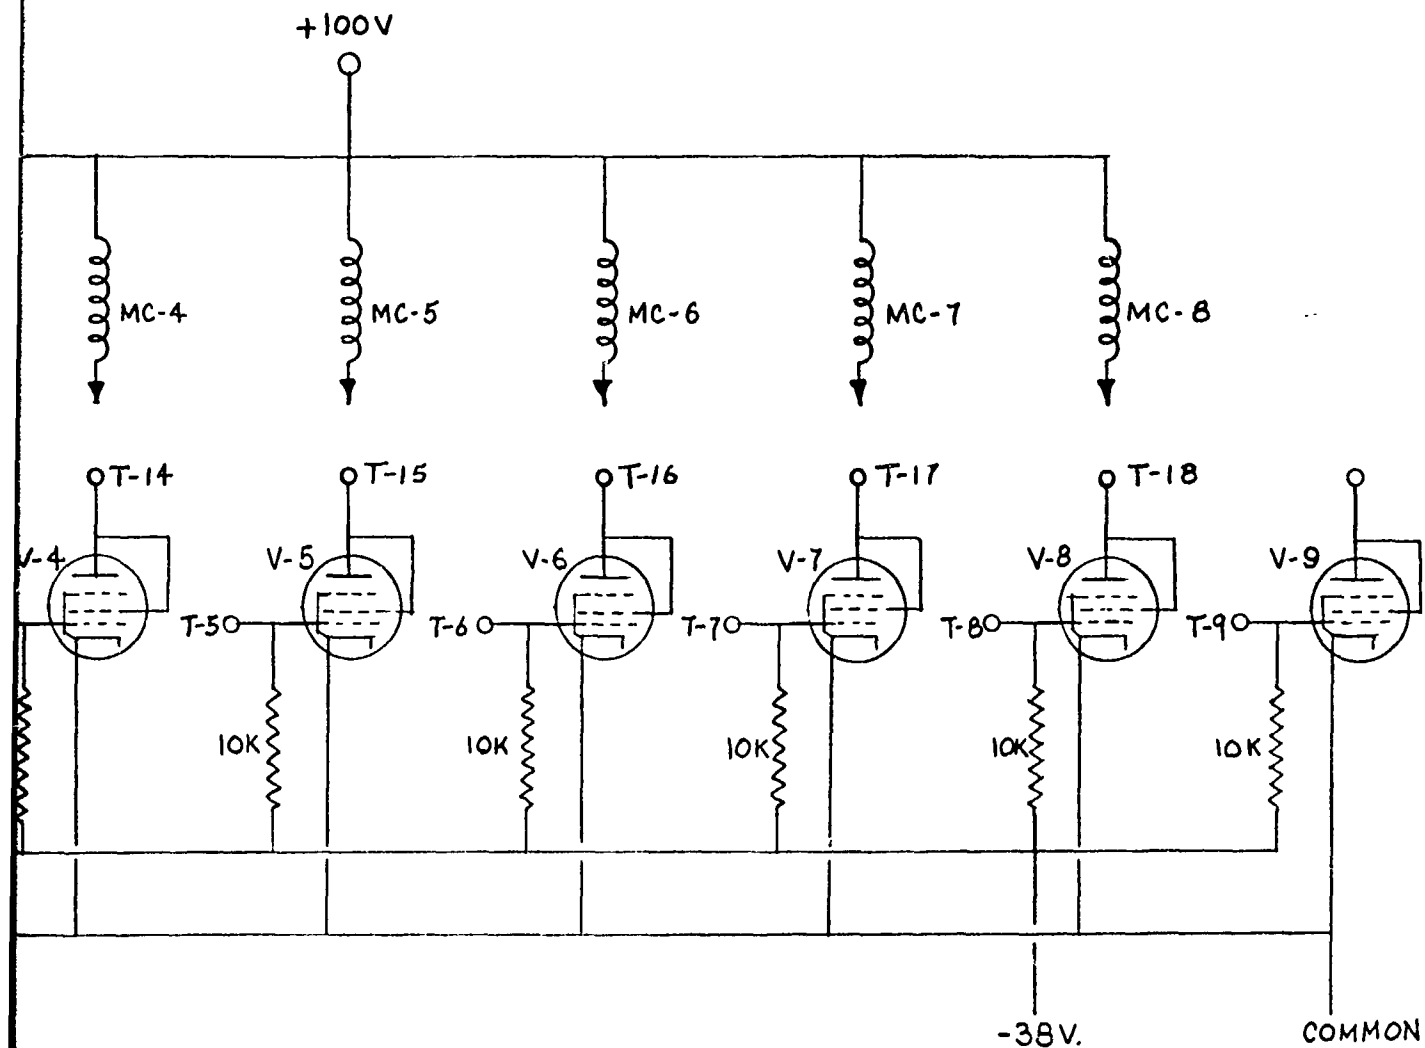 +100V
MC-4 MC-5 MC-6 MC-7 MC-8
T-14 T-15 T-16 T-17 T-18
V-4 V-5 V-6 V-7 V-8 V-9
T-5 T-6 T-7 T-8 T-9
10K 10K 10K 10K 10K
-38V. COMMON